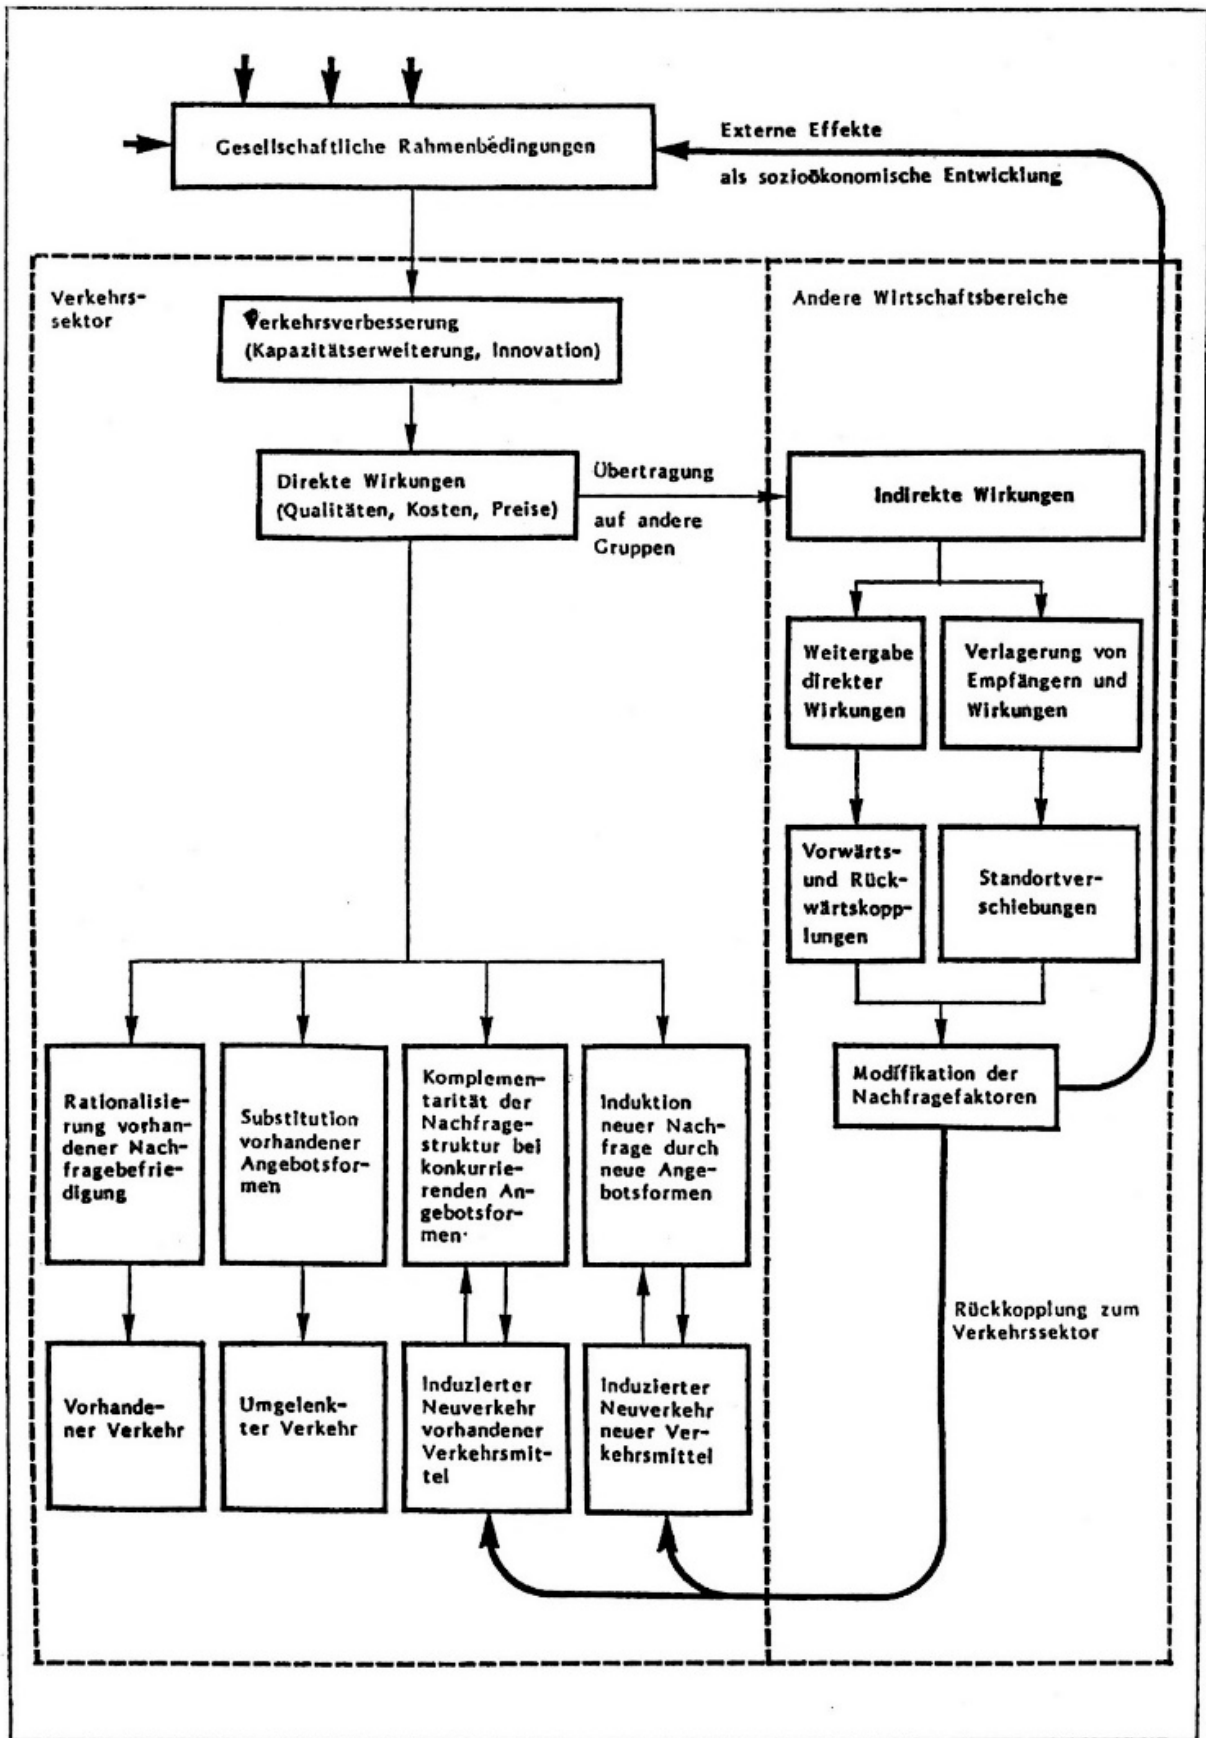 Gesellschaftliche Rahmenbedingungen
Externe Effekte
als sozioökonomische Entwicklung
Verkehrs-
sektor
Andere Wirtschaftsbereiche
Verkehrsverbesserung
(Kapazitätserweiterung, Innovation)
Direkte Wirkungen
(Qualitäten, Kosten, Preise)
Übertragung
auf andere
Gruppen
Indirekte Wirkungen
Weitergabe
direkter
Wirkungen
Verlagerung von
Empfängern und
Wirkungen
Vorwärts-
und Rück-
wärtskopp-
lungen
Standortver-
schiebungen
Modifikation der
Nachfragefaktoren
Rationalisie-
rung vorhan-
dener Nach-
fragebefrie-
digung
Substitution
vorhandener
Angebotsfor-
men
Komplemen-
tarität der
Nachfrage-
struktur bei
konkurrie-
renden An-
gebotsfor-
men
Induktion
neuer Nach-
frage durch
neue Ange-
botsformen
Rückkopplung zum
Verkehrssektor
Vorhande-
ner Verkehr
Umgelenk-
ter Verkehr
Induzierter
Neuverkehr
vorhandener
Verkehrsmit-
tel
Induzierter
Neuverkehr
neuer Ver-
kehrsmittel